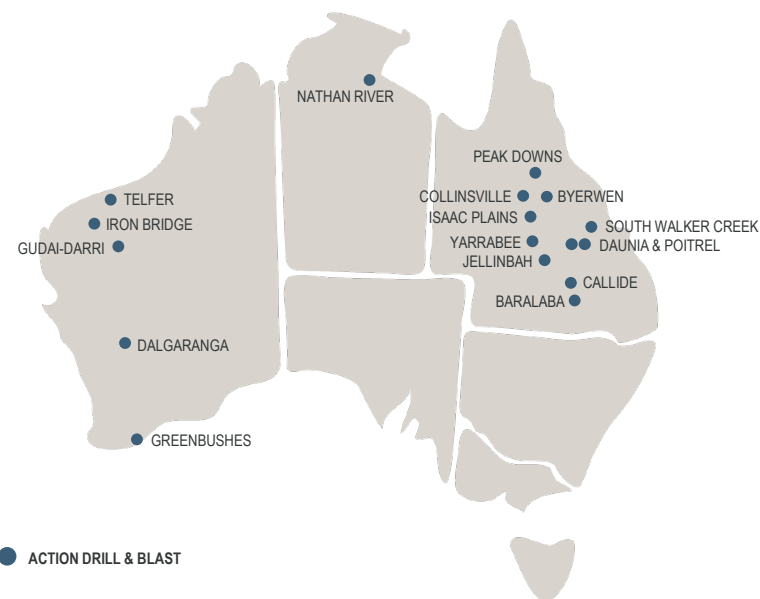 NATHAN RIVER
PEAK DOWNS
TELFER
COLLINSVILLE
BYERWEN
ISAAC PLAINS
IRON BRIDGE
SOUTH WALKER CREEK
GUDAI-DARRI
YARRABEE
DAUNIA & POITREL
JELLINBAH
CALLIDE
BARALABA
DALGARANGA
GREENBUSHES
ACTION DRILL & BLAST